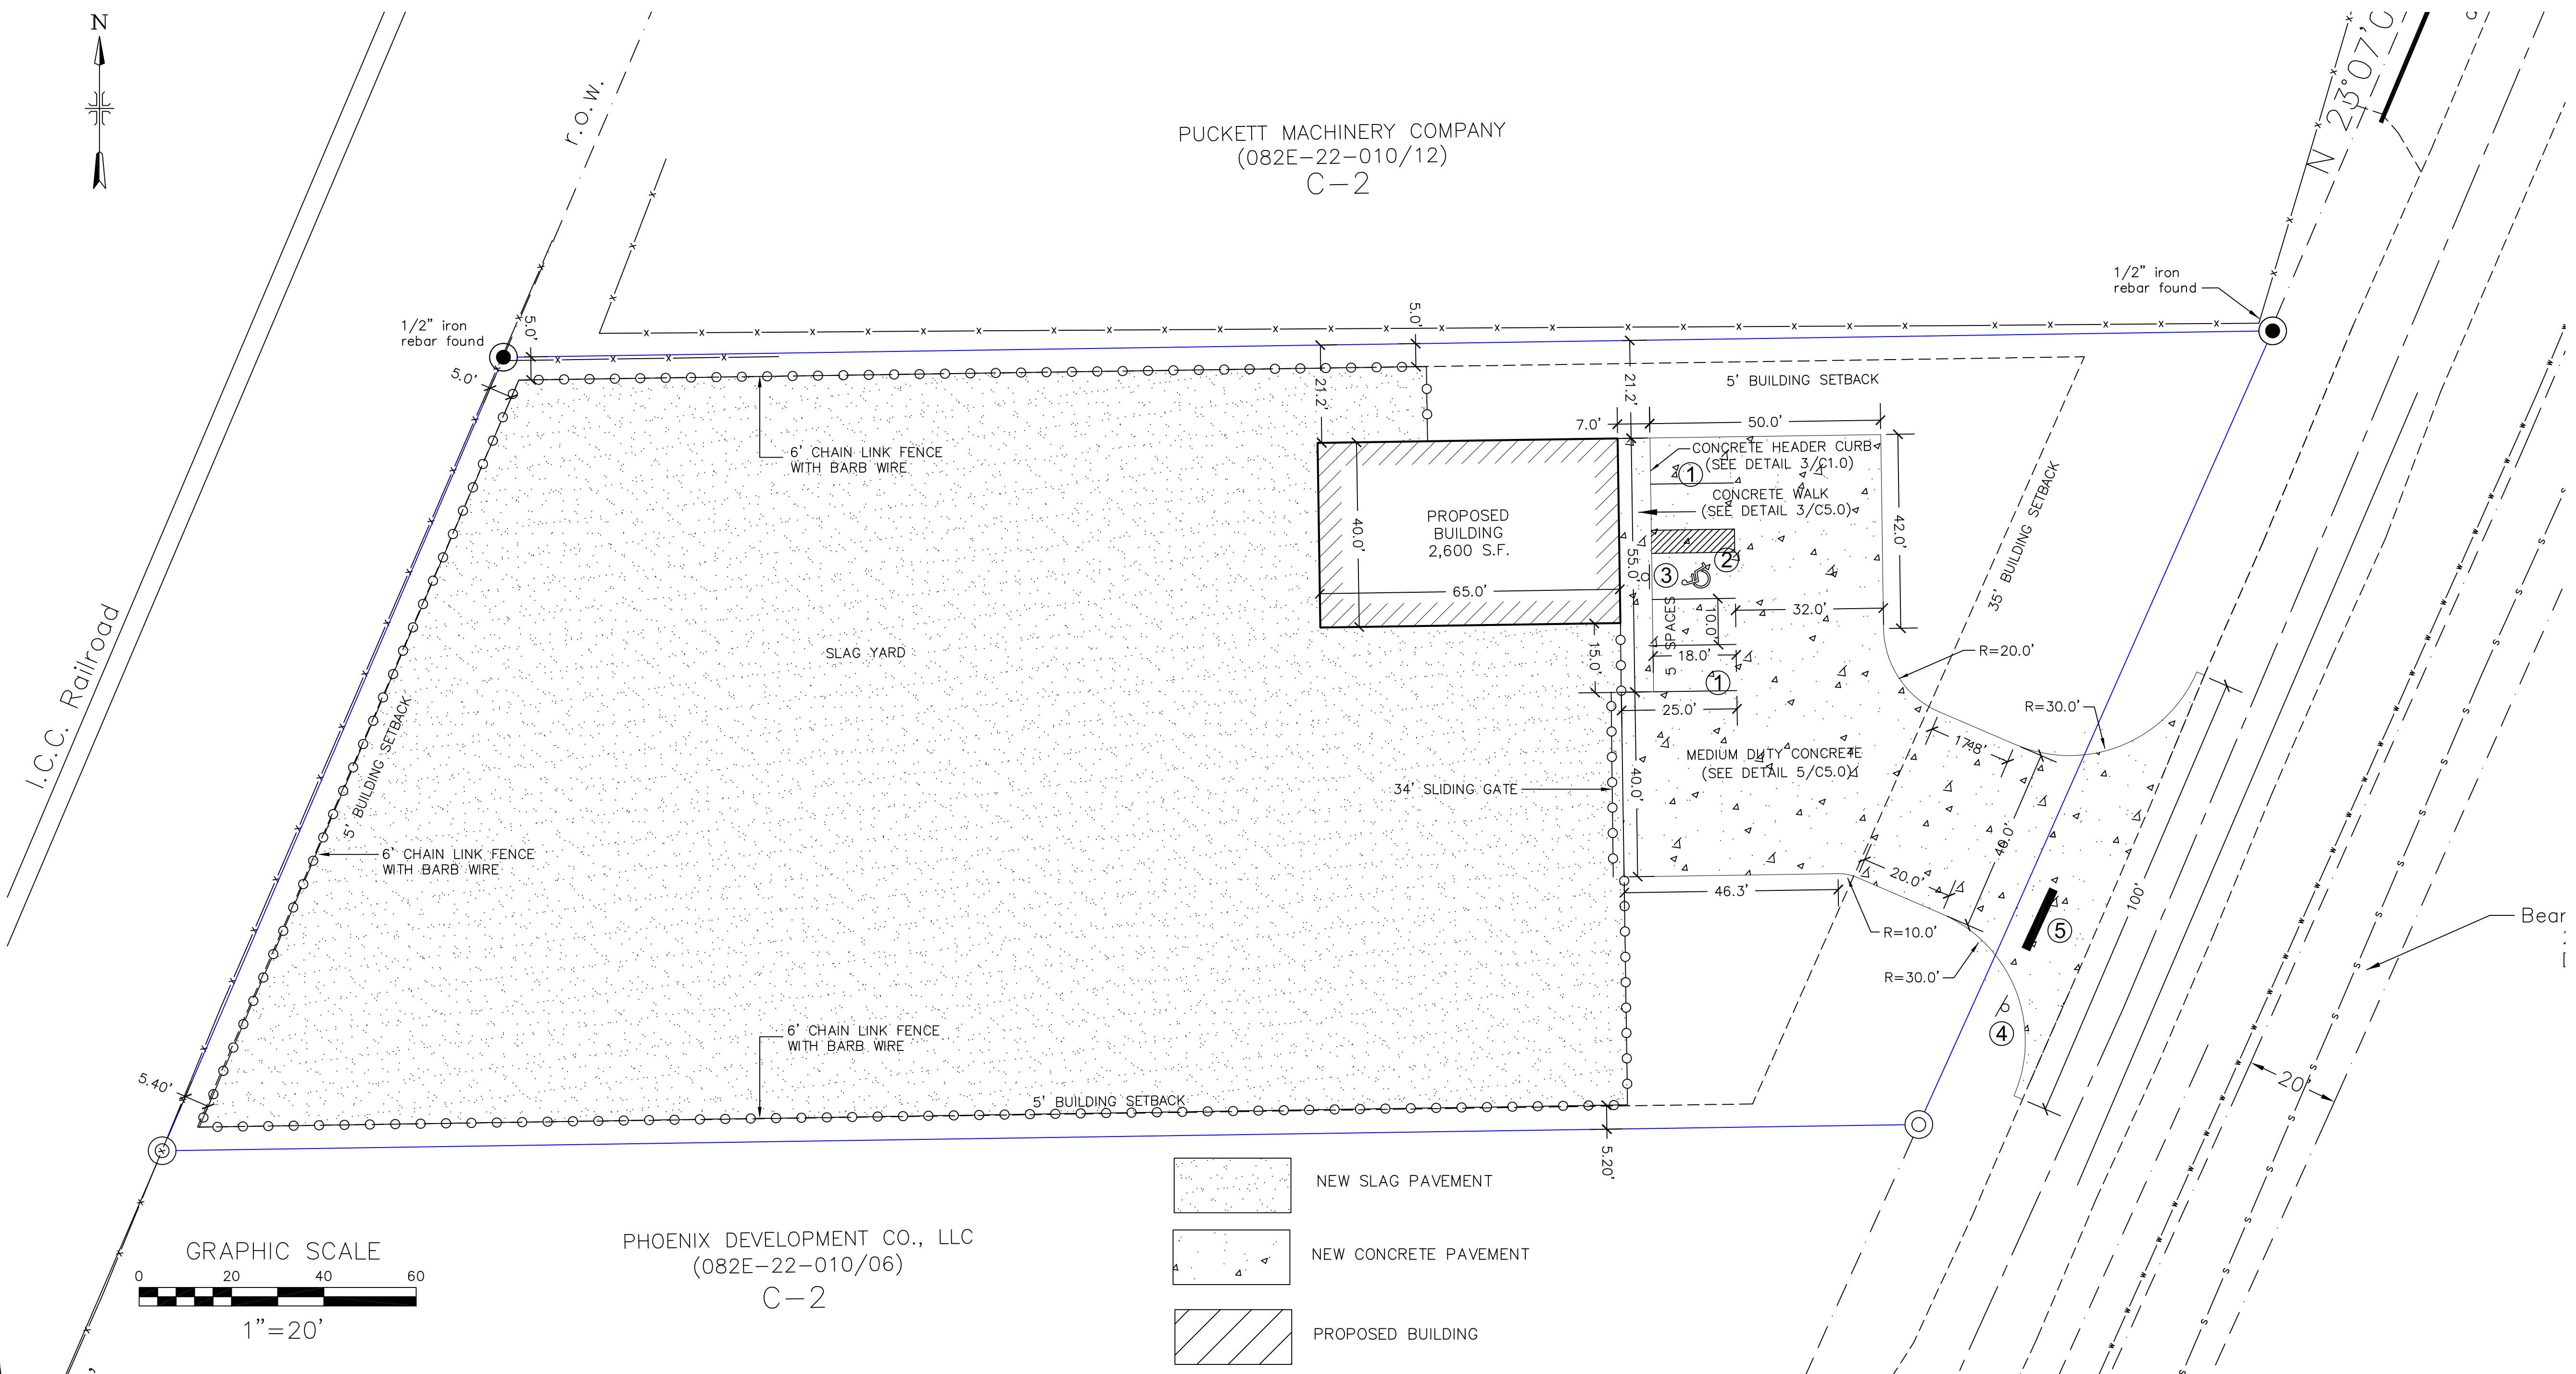 N
r.o.w.
PUCKETT MACHINERY COMPANY
(082E-22-010/12)
C-2
N 23°07'
1/2" iron
rebar found
1/2" iron
rebar found
5.0'
5.0'
5.0'
21.2'
21.2'
5' BUILDING SETBACK
7.0'
50.0'
6' CHAIN LINK FENCE
WITH BARB WIRE
CONCRETE HEADER CURB
(SEE DETAIL 3/C1.0)
1
CONCRETE WALK
(SEE DETAIL 3/C5.0)
PROPOSED
BUILDING
2,600 S.F.
40.0'
65.0'
55.0'
42.0'
35' BUILDING SETBACK
2
3
5 SPACES
10.0'
32.0'
18.0'
1
15.0'
25.0'
R=20.0'
R=30.0'
17.8'
I.C.C. Railroad
SLAG YARD
5' BUILDING SETBACK
MEDIUM DUTY CONCRETE
(SEE DETAIL 5/C5.0)
34' SLIDING GATE
40.0'
40.0'
6' CHAIN LINK FENCE
WITH BARB WIRE
20.0'
46.3'
100'
R=10.0'
5
R=30.0'
4
Bear
6' CHAIN LINK FENCE
WITH BARB WIRE
5.40'
5' BUILDING SETBACK
20'
5.20'
NEW SLAG PAVEMENT
GRAPHIC SCALE
0 20 40 60
1"=20'
PHOENIX DEVELOPMENT CO., LLC
(082E-22-010/06)
C-2
NEW CONCRETE PAVEMENT
PROPOSED BUILDING